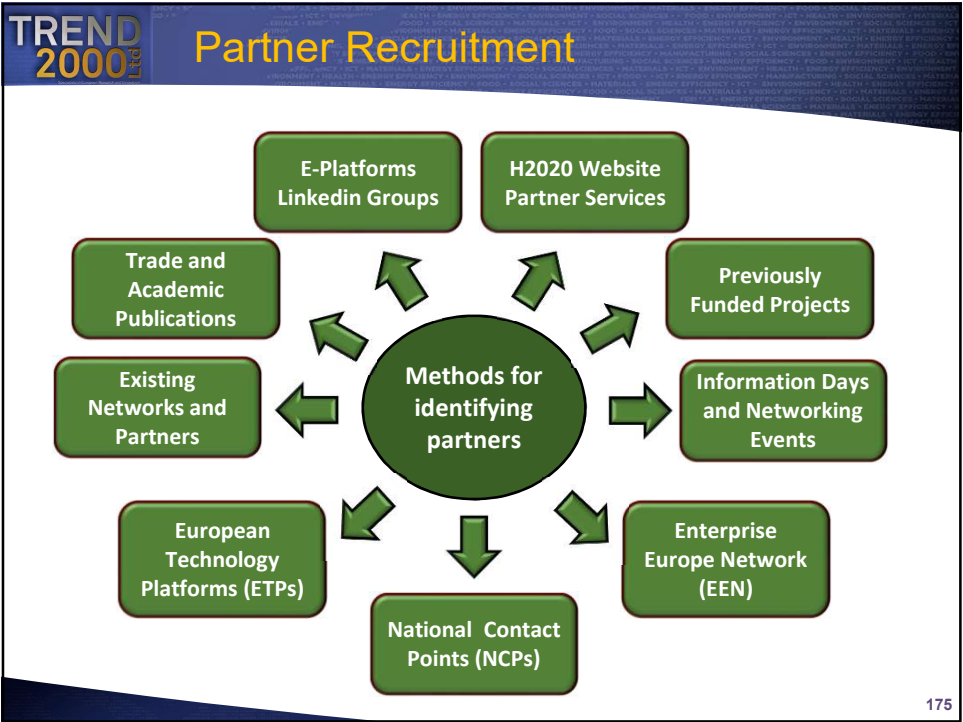 TREND
2000 Ltd
Partner Recruitment
E-Platforms
Linkedin Groups
H2020 Website
Partner Services
Trade and
Academic
Publications
Previously
Funded Projects
Existing
Networks and
Partners
Methods for
identifying
partners
Information Days
and Networking
Events
European
Technology
Platforms (ETPs)
Enterprise
Europe Network
(EEN)
National Contact
Points (NCPs)
175